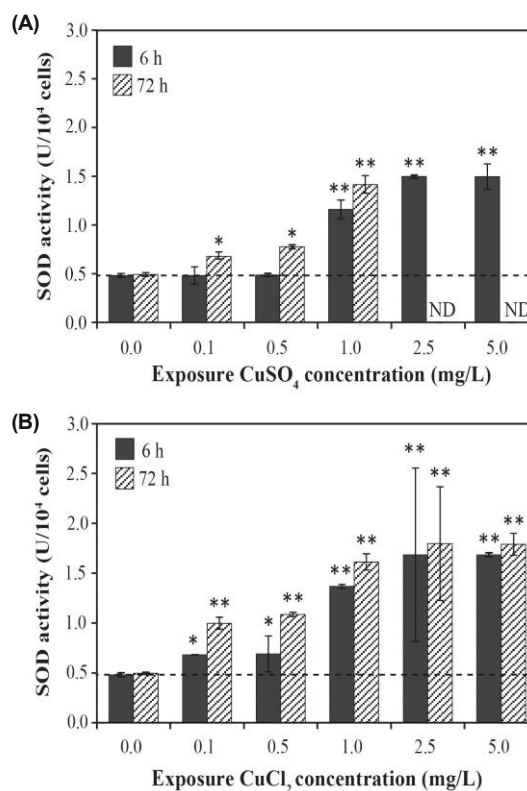 (A)
3.0
2.5
2.0
1.5
1.0
0.5
0.0
SOD activity (U/10⁴ cells)
6 h
72 h
* * ** ** ** **
ND ND
0.0 0.1 0.5 1.0 2.5 5.0
Exposure CuSO₄ concentration (mg/L)
(B)
3.0
2.5
2.0
1.5
1.0
0.5
0.0
SOD activity (U/10⁴ cells)
6 h
72 h
* ** * ** ** ** ** ** ** **
0.0 0.1 0.5 1.0 2.5 5.0
Exposure CuCl₂ concentration (mg/L)